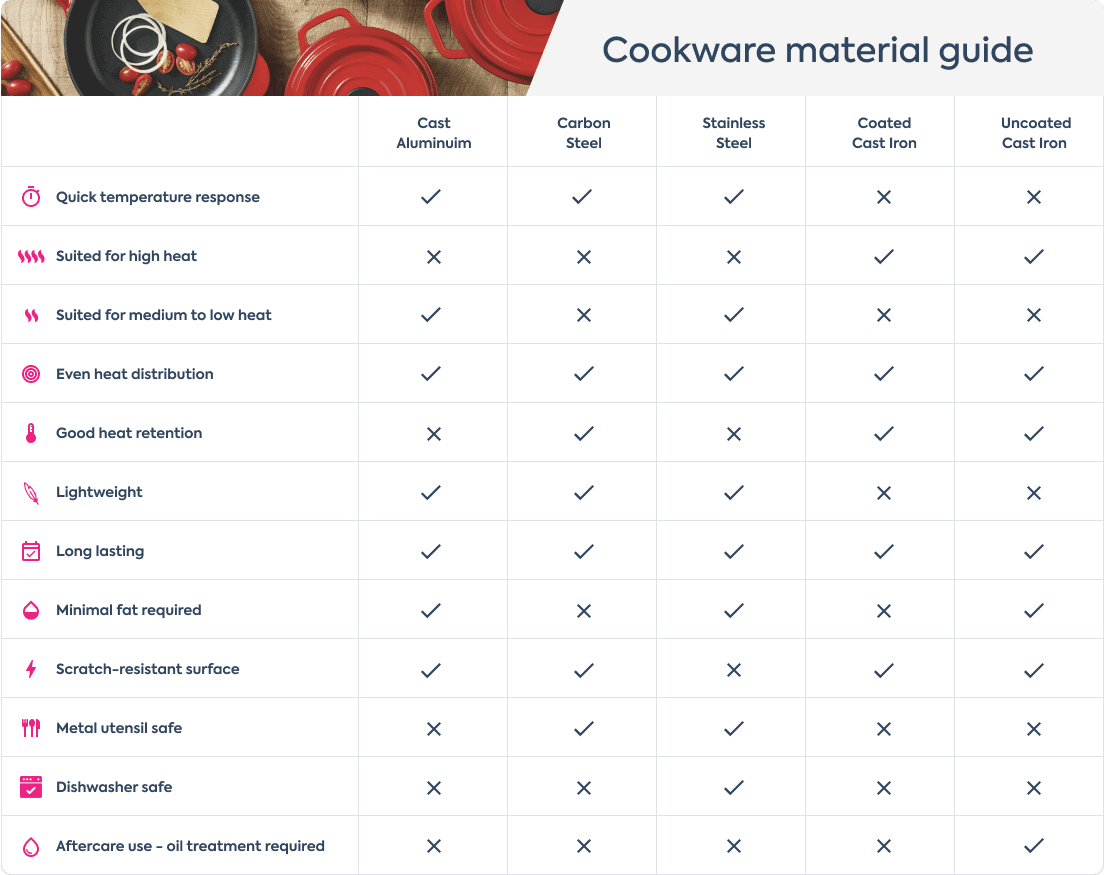 Cookware material guide
Cast
Aluminuim
Carbon
Steel
Stainless
Steel
Coated
Cast Iron
Uncoated
Cast Iron
Quick temperature response
Suited for high heat
Suited for medium to low heat
Even heat distribution
Good heat retention
Lightweight
Long lasting
Minimal fat required
Scratch-resistant surface
Metal utensil safe
Dishwasher safe
Aftercare use - oil treatment required